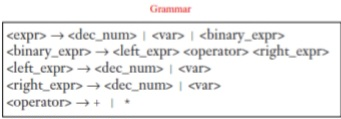 Grammar
<expr> → <dec_num> | <var> | <binary_expr>
<binary_expr> → <left_expr> <operator> <right_expr>
<left_expr> → <dec_num> | <var>
<right_expr> → <dec_num> | <var>
<operator> → + | *